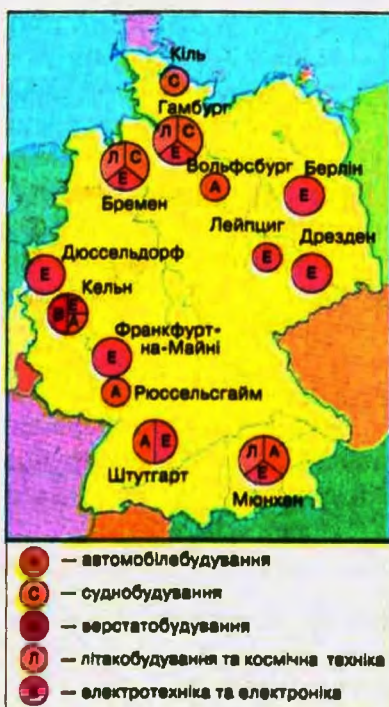 Кіль
С
Гамбург
Л С
Е
Л С
Е
Вольфсбург
А
Берлін
Е
Бремен
Лейпциг
Е
Дрезден
Е
Дюссельдорф
Е
Кельн
В Е
А
Франкфурт-
на-Майні
Е
А
Рюссельсгайм
А Е
Штутгарт
Л А
Е
Мюнхен
— автомобілебудування
С — суднобудування
— верстатобудування
Л — літакобудування та космічна техніка
— електротехніка та електроніка